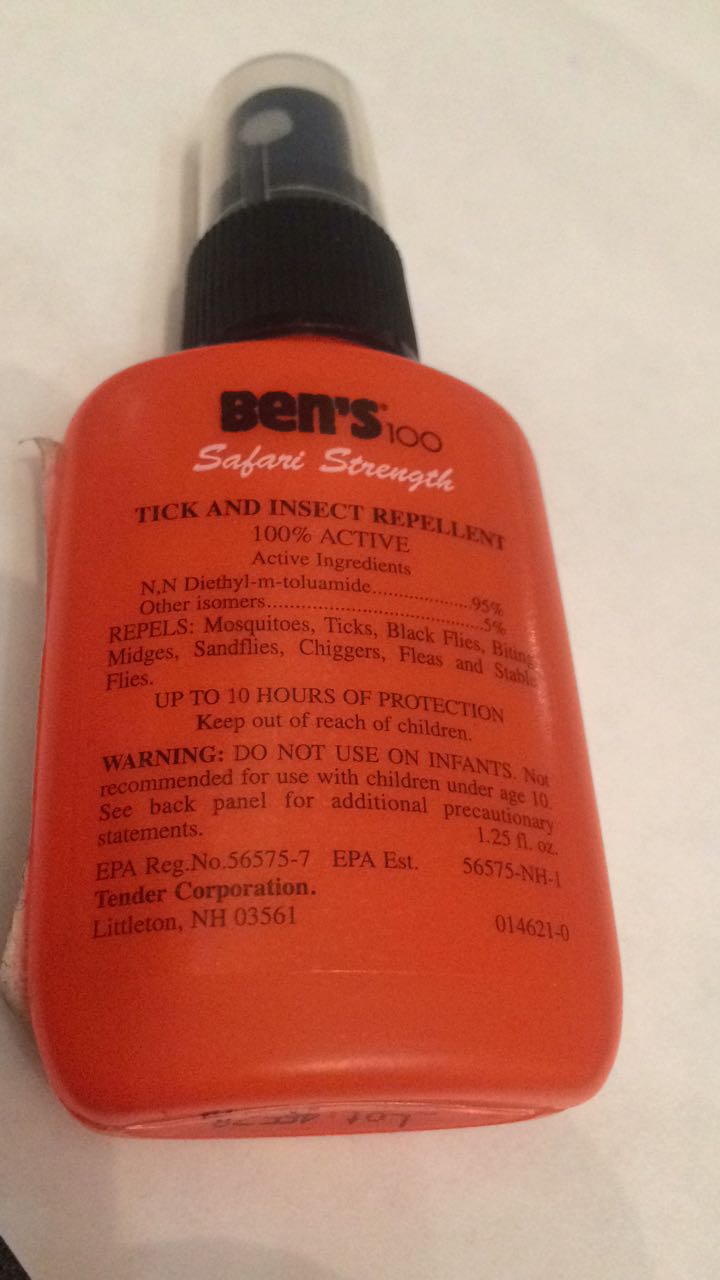 Ben's® 100
Safari Strength
TICK AND INSECT REPELLENT
100% ACTIVE
Active Ingredients
N,N Diethyl-m-toluamide..............................95%
Other isomers..............................5%
REPELS: Mosquitoes, Ticks, Black Flies, Biting
Midges, Sandflies, Chiggers, Fleas and Stable
Flies.
UP TO 10 HOURS OF PROTECTION
Keep out of reach of children.
WARNING: DO NOT USE ON INFANTS. Not
recommended for use with children under age 10.
See back panel for additional precautionary
statements. 1.25 fl. oz.
EPA Reg.No.56575-7 EPA Est. 56575-NH-1
Tender Corporation.
Littleton, NH 03561 014621-0
Lot